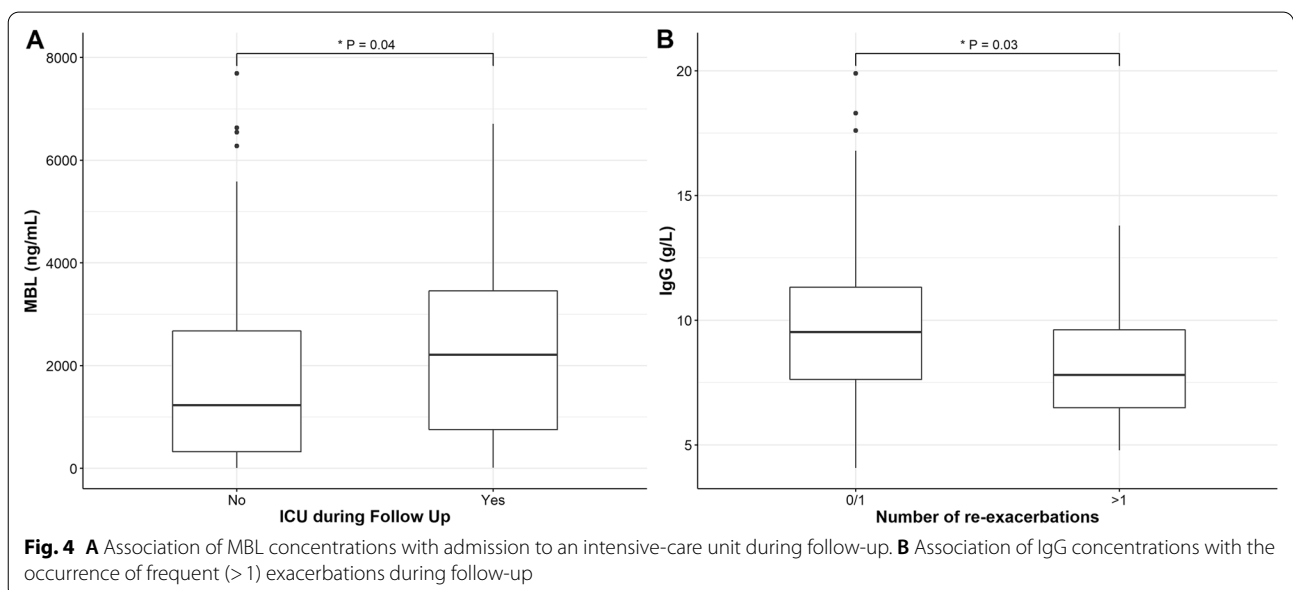 A
* P = 0.04
8000
6000
4000
2000
0
MBL (ng/mL)
No
Yes
ICU during Follow Up
B
* P = 0.03
20
15
10
5
IgG (g/L)
0/1
>1
Number of re-exacerbations
Fig. 4 A Association of MBL concentrations with admission to an intensive-care unit during follow-up. B Association of IgG concentrations with the
occurrence of frequent (> 1) exacerbations during follow-up